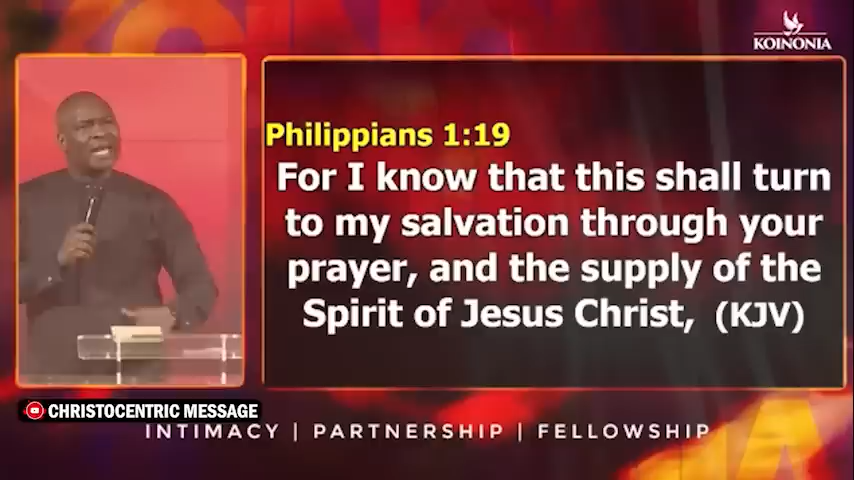 KOINONIA
Philippians 1:19
For I know that this shall turn
to my salvation through your
prayer, and the supply of the
Spirit of Jesus Christ, (KJV)
CHRISTOCENTRIC MESSAGE
INTIMACY | PARTNERSHIP | FELLOWSHIP